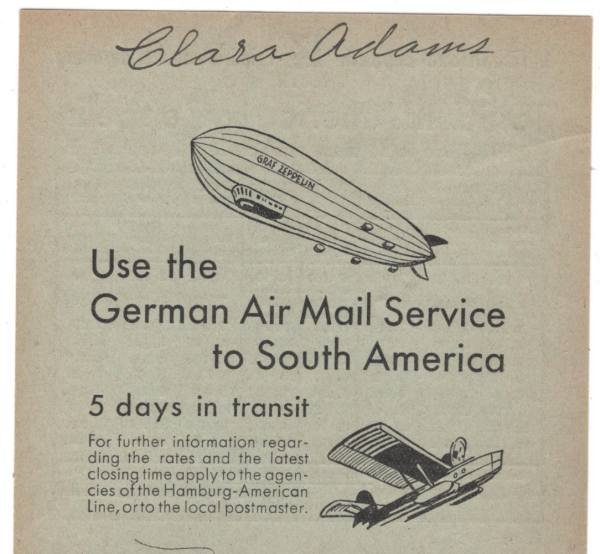 Clara Adams
GRAF ZEPPELIN
Use the
German Air Mail Service
to South America
5 days in transit
For further information regar-
ding the rates and the latest
closing time apply to the agen-
cies of the Hamburg-American
Line, or to the local postmaster.